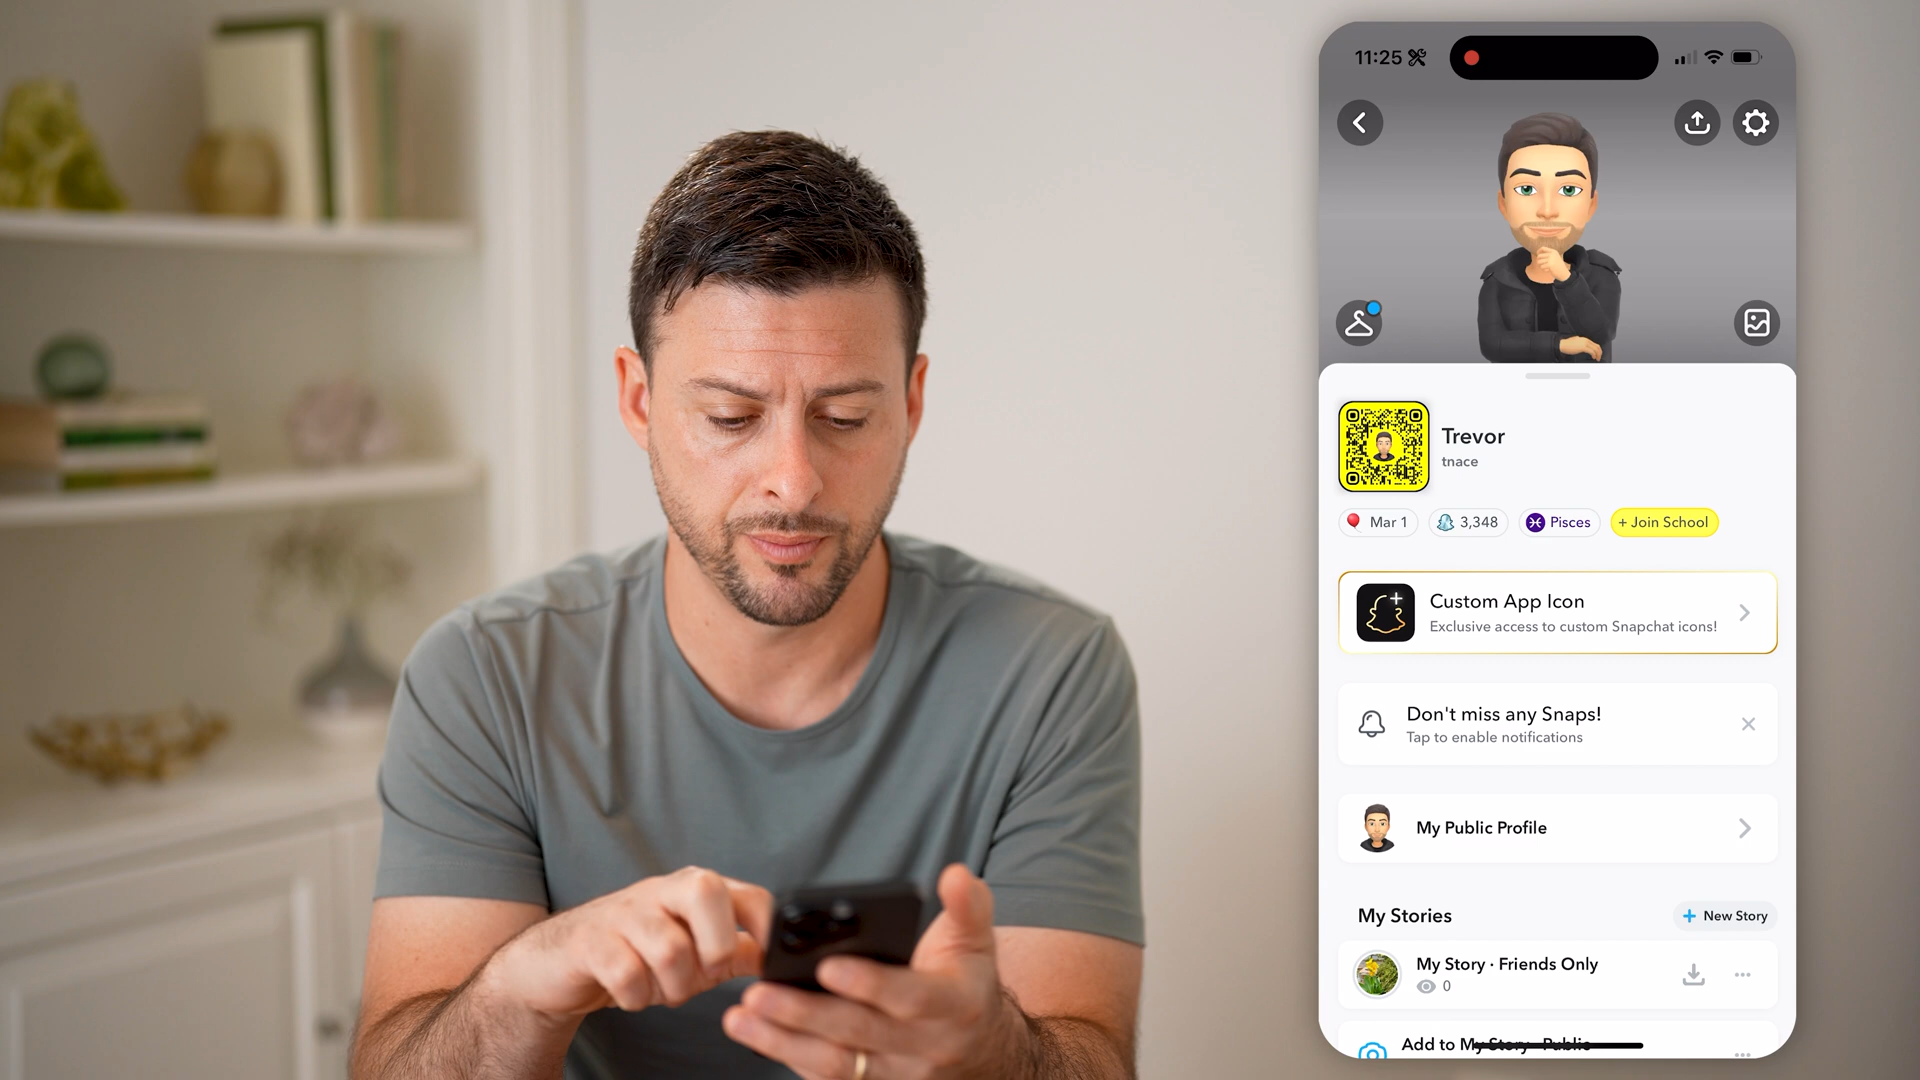 11:25
Trevor
tnace
Mar 1
3,348
Pisces
+ Join School
Custom App Icon
Exclusive access to custom Snapchat icons!
Don't miss any Snaps!
Tap to enable notifications
My Public Profile
My Stories
+ New Story
My Story · Friends Only
0
Add to My Story · Public